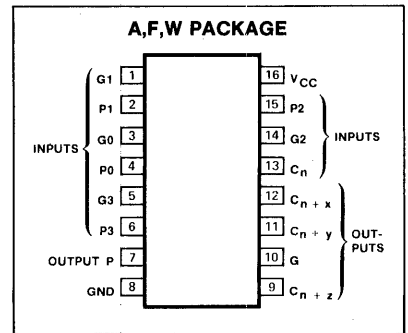 A,F,W PACKAGE
G1 1 16 VCC
P1 2 15 P2
G0 3 14 G2
INPUTS INPUTS
P0 4 13 Cn
G3 5 12 Cn + x
P3 6 11 Cn + y
OUT-
PUTS
OUTPUT P 7 10 G
GND 8 9 Cn + z